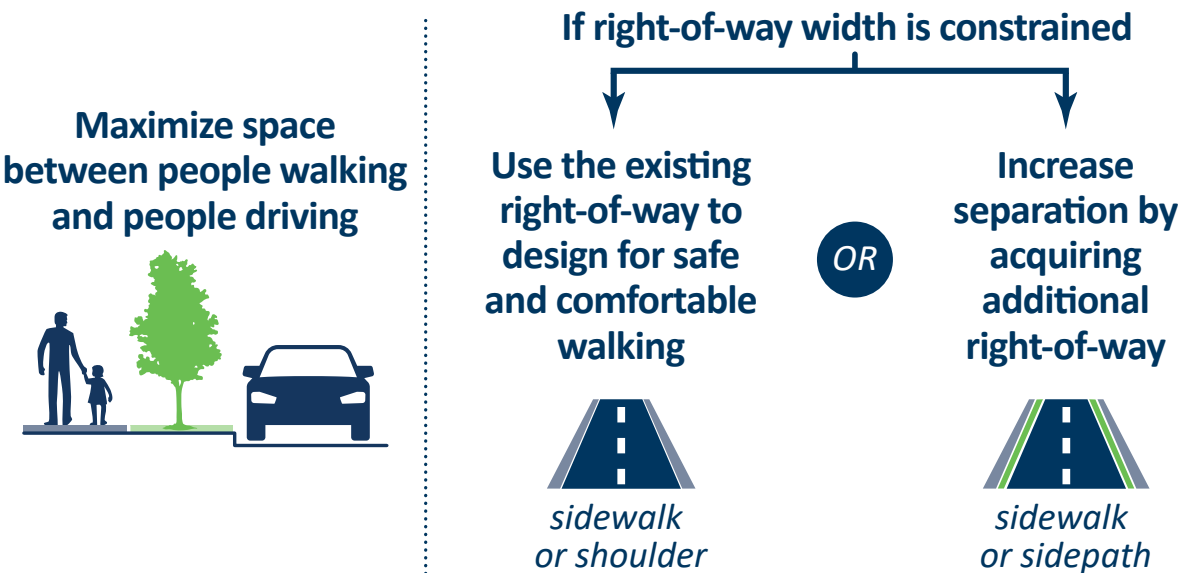 Maximize space
between people walking
and people driving
If right-of-way width is constrained
Use the existing
right-of-way to
design for safe
and comfortable
walking
sidewalk
or shoulder
OR
Increase
separation by
acquiring
additional
right-of-way
sidewalk
or sidepath